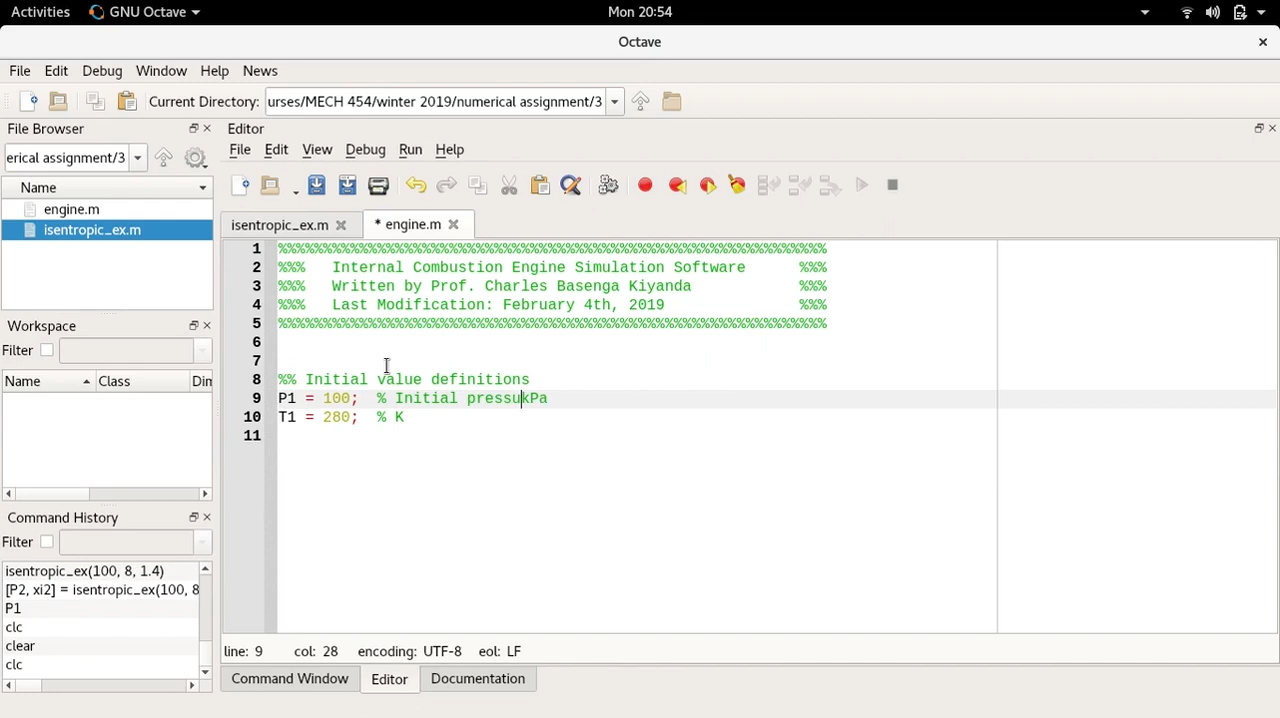 Activities GNU Octave Mon 20:54
Octave
File Edit Debug Window Help News
Current Directory: urses/MECH 454/winter 2019/numerical assignment/3
File Browser
erical assignment/3
Name
engine.m
isentropic_ex.m
Workspace
Filter
Name Class Dim
Command History
Filter
isentropic_ex(100, 8, 1.4)
[P2, xi2] = isentropic_ex(100, 8
P1
clc
clear
clc
Editor
File Edit View Debug Run Help
isentropic_ex.m * engine.m
1 %%%%%%%%%%%%%%%%%%%%%%%%%%%%%%%%%%%%%%%%%%%%%%%%%%%%%%%%%%%%%
2 %%% Internal Combustion Engine Simulation Software %%%
3 %%% Written by Prof. Charles Basenga Kiyanda %%%
4 %%% Last Modification: February 4th, 2019 %%%
5 %%%%%%%%%%%%%%%%%%%%%%%%%%%%%%%%%%%%%%%%%%%%%%%%%%%%%%%%%%%%%
6
7
8 %% Initial value definitions
9 P1 = 100; % Initial pressukPa
10 T1 = 280; % K
11
line: 9 col: 28 encoding: UTF-8 eol: LF
Command Window Editor Documentation